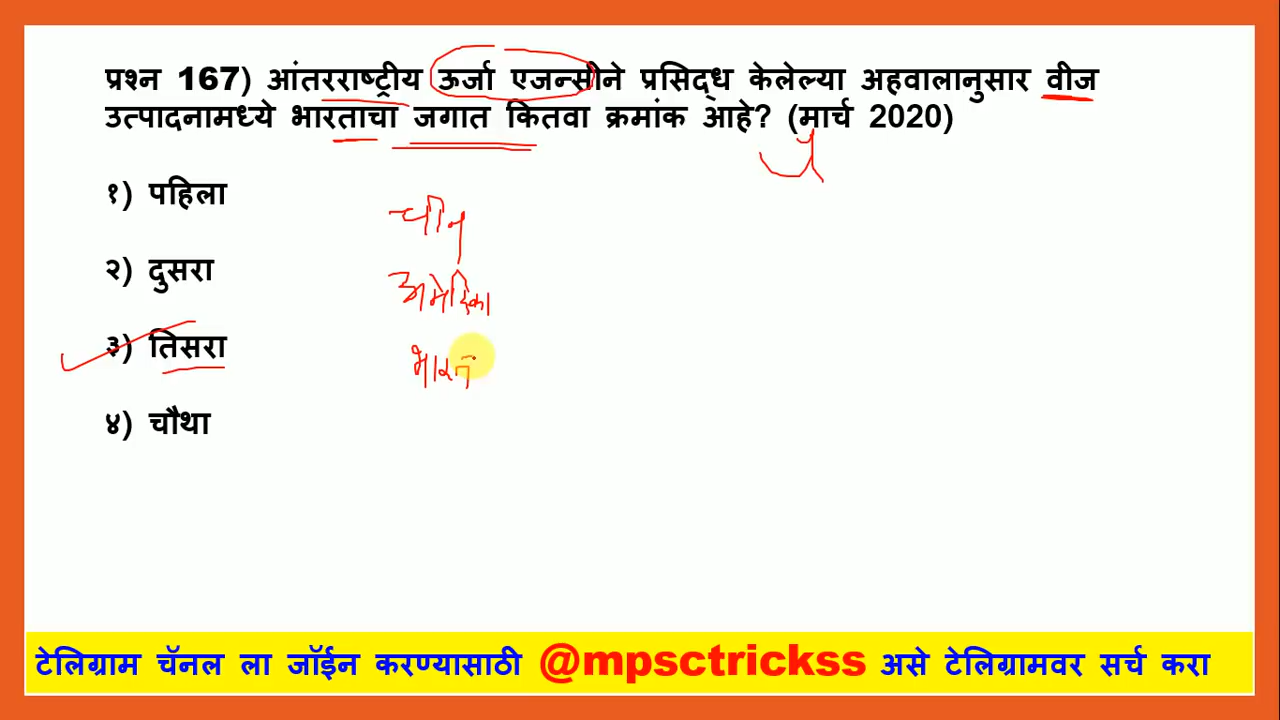 प्रश्न 167) आंतरराष्ट्रीय ऊर्जा एजन्सीने प्रसिद्ध केलेल्या अहवालानुसार वीज
उत्पादनामध्ये भारताचा जगात कितवा क्रमांक आहे? (मार्च 2020)
१) पहिला
चीन
२) दुसरा
अमेरिका
३) तिसरा
भारत
४) चौथा
टेलिग्राम चॅनल ला जॉईन करण्यासाठी @mpsctrickss असे टेलिग्रामवर सर्च करा